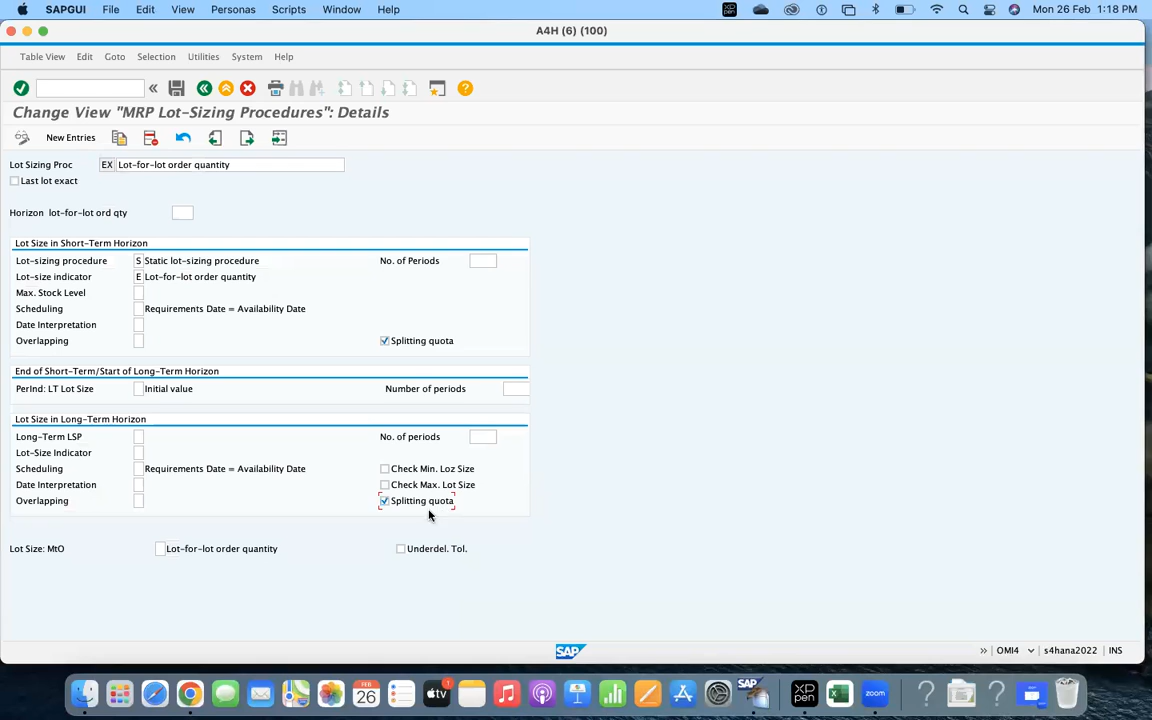 SAPGUI File Edit View Personas Scripts Window Help Mon 26 Feb 1:18 PM
A4H (6) (100)
Table View Edit Goto Selection Utilities System Help
Change View "MRP Lot-Sizing Procedures": Details
New Entries
Lot Sizing Proc EX Lot-for-lot order quantity
Last lot exact
Horizon lot-for-lot ord qty
Lot Size in Short-Term Horizon
Lot-sizing procedure S Static lot-sizing procedure No. of Periods
Lot-size indicator E Lot-for-lot order quantity
Max. Stock Level
Scheduling Requirements Date = Availability Date
Date Interpretation
Overlapping Splitting quota
End of Short-Term/Start of Long-Term Horizon
PerInd: LT Lot Size Initial value Number of periods
Lot Size in Long-Term Horizon
Long-Term LSP No. of periods
Lot-Size Indicator
Scheduling Requirements Date = Availability Date Check Min. Loz Size
Date Interpretation Check Max. Lot Size
Overlapping Splitting quota
Lot Size: MtO Lot-for-lot order quantity Underdel. Tol.
SAP OMI4 s4hana2022 INS
FEB
26
tv
1
SAP
XP
PEN
zoom